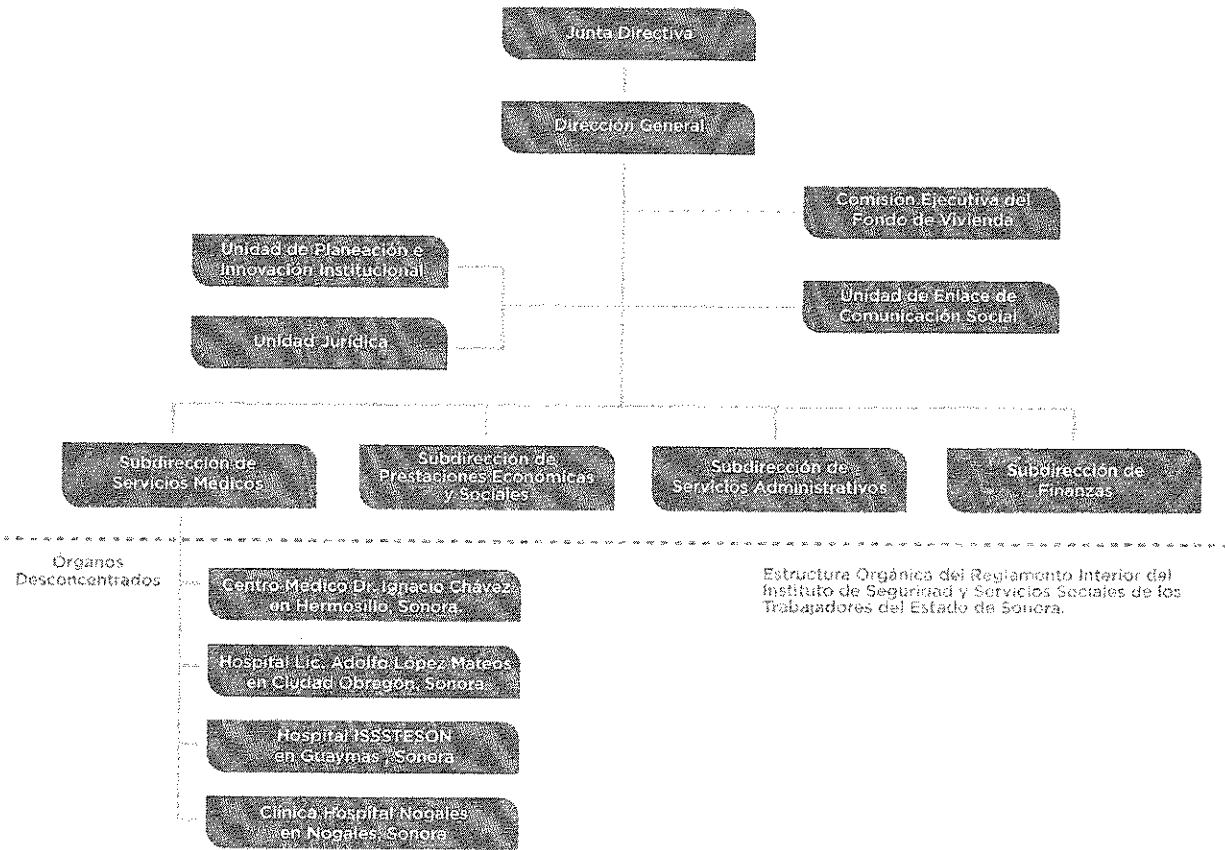 Junta Directiva
Dirección General
Comisión Ejecutiva del
Fondo de Vivienda
Unidad de Planeación e
Innovación Institucional
Unidad de Enlace de
Comunicación Social
Unidad Jurídica
Subdirección de
Servicios Médicos
Subdirección de
Prestaciones Económicas
y Sociales
Subdirección de
Servicios Administrativos
Subdirección de
Finanzas
Órganos
Desconcentrados
Centro Médico Dr. Ignacio Chávez
en Hermosillo, Sonora
Estructura Orgánica del Reglamento Interior del
Instituto de Seguridad y Servicios Sociales de los
Trabajadores del Estado de Sonora.
Hospital Lic. Adolfo López Mateos
en Ciudad Obregón, Sonora
Hospital ISSSTESON
en Guaymas , Sonora
Clínica Hospital Nogales
en Nogales, Sonora